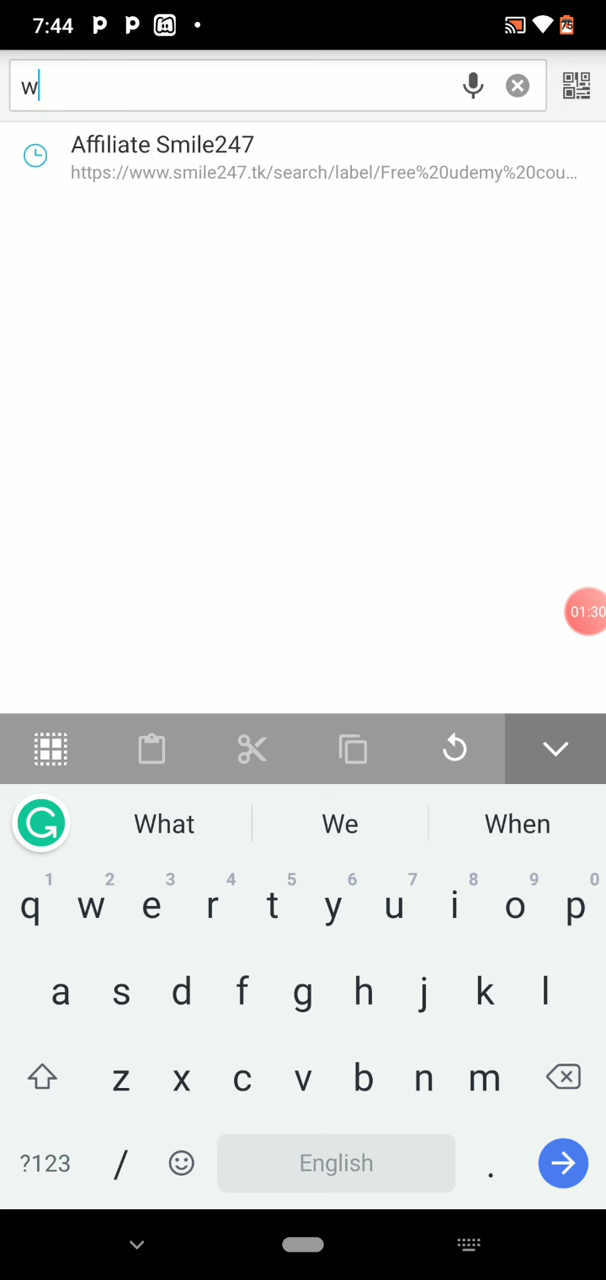 7:44
75
w
Affiliate Smile247
https://www.smile247.tk/search/label/Free%20udemy%20cou...
01:30
What We When
1 2 3 4 5 6 7 8 9 0
q w e r t y u i o p
a s d f g h j k l
z x c v b n m
?123 / English .